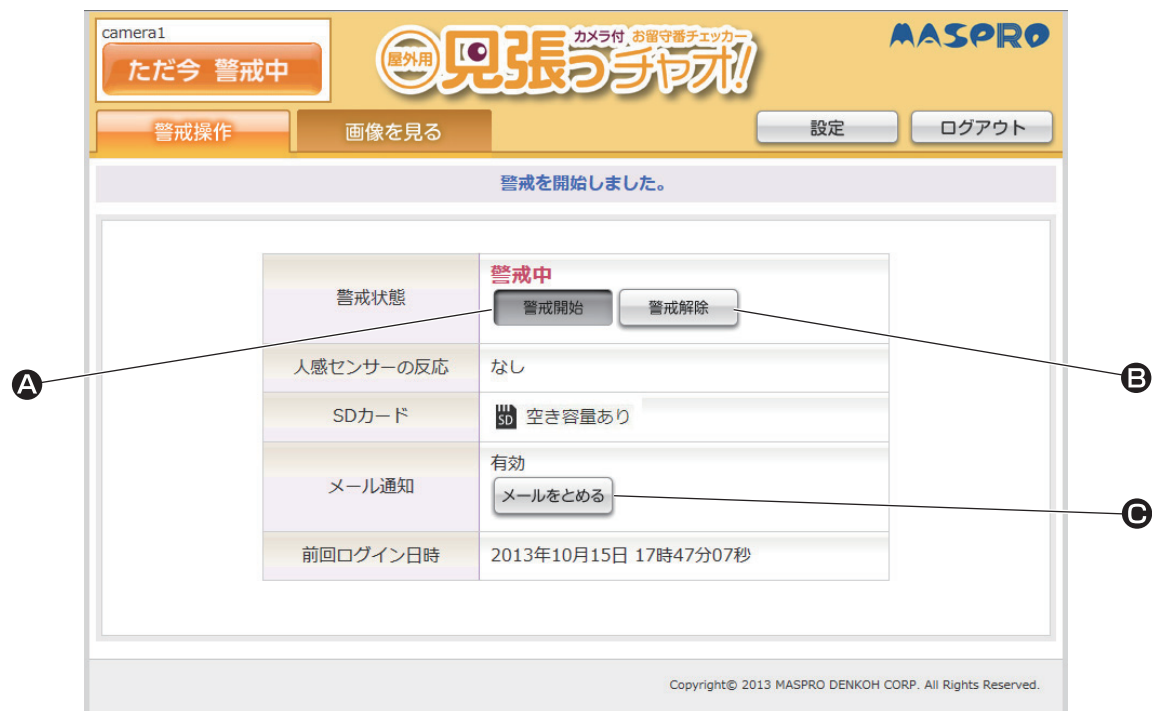 camera1
ただ今 警戒中
屋外用
カメラ付 お留守番チェッカー
見張っチャオ!
MASPRO
警戒操作
画像を見る
設定
ログアウト
警戒を開始しました。
警戒状態
警戒中
警戒開始
警戒解除
A
B
人感センサーの反応
なし
SDカード
SD
空き容量あり
メール通知
有効
メールをとめる
C
前回ログイン日時
2013年10月15日 17時47分07秒
Copyright© 2013 MASPRO DENKOH CORP. All Rights Reserved.